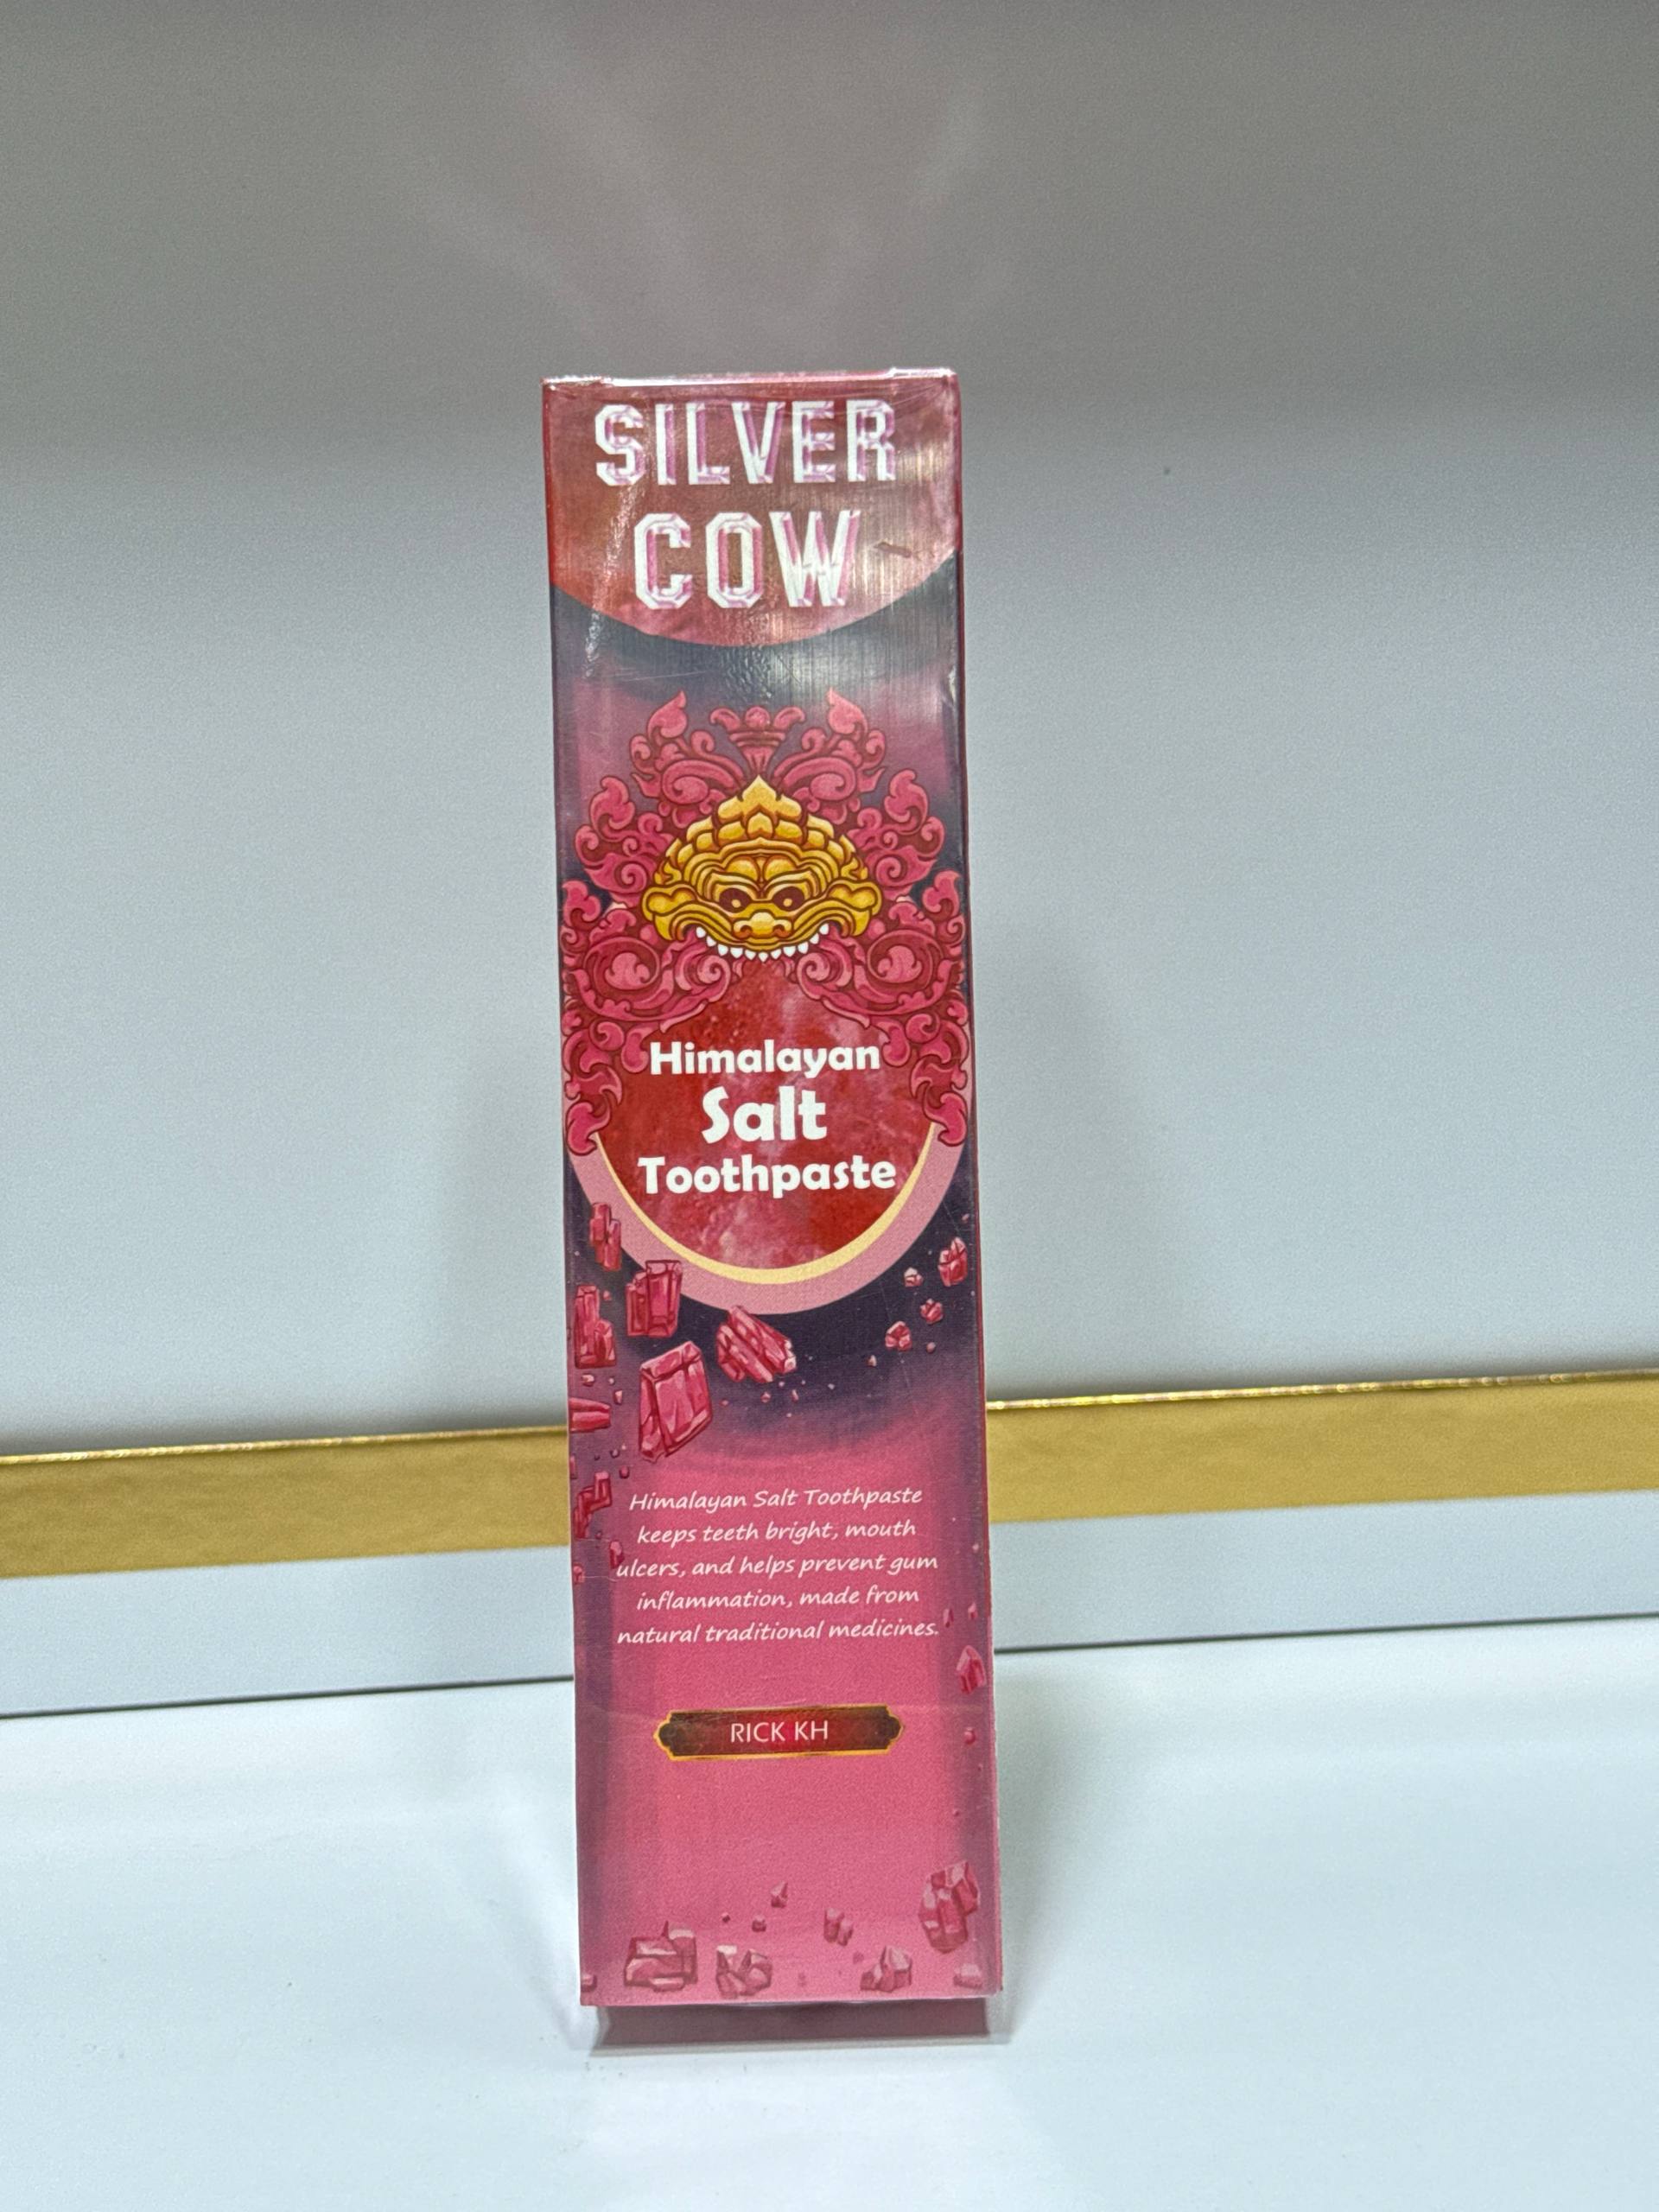 SILVER
COW
Himalayan
Salt
Toothpaste
Himalayan Salt Toothpaste
keeps teeth bright, mouth
ulcers, and helps prevent gum
inflammation, made from
natural traditional medicines.
RICK KH